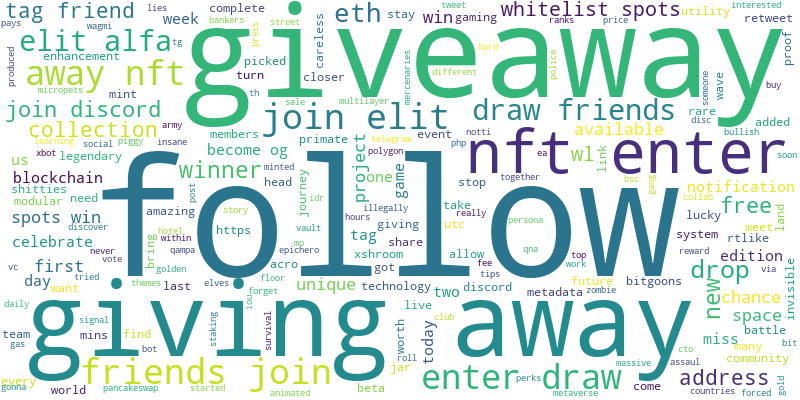 tag friend
lies
bankers
complete
street
tweet
interested
pays
wagmi
week
tg
eth
stay
win
gaming
ranks
price
whitelist spots
utility
retweet
giveaway
elit alfa
enhancement
careless
press
hard
police
proof
produced
away nft
picked
closer
turn
different
mercenaries
someone
wave
buy
micropets
mint
th
sale
multilayer
join discord
join elit
draw friends
rare
disc
added
bullish
collection
army
insane
members
primate
event
php
notti
available
learning
social
piggy
become og
telegram
polygon
nft enter
ea
soon
us
xbot
legendary
winner
minted
project
one
game
stop
together
wl
link
blockchain
shitties
head
idr
take
bsc
gang
collab
notification
modular
need
post
journey
illegally
really
free
follow
spots win
discover
amazing
story
hours
giving
utc
persona
lucky
meet
land
celebrate
never
hotel
https
vault
tag
share
fee
qna
system
rtlike
bring
within
qampa
mp
epichero
tips
top
reward
via
vc
vote
first
tried
golden
acro
floor
xshroom
got
allow
work
drop
edition
day
want
themes
last
elves
forget
unique
technology
two
discord
future
zombie
bitgoons
chance
invisible
daily
signal
iou
live
metadata
new
space
battle
giving away
team
gas
mins
find
bot
staking
survival
worth
today
club
massive
assaul
cto
miss
many
bit
every
friends join
roll
jar
enter draw
perks
come
community
address
gonna
world
pancakeswap
started
animated
beta
metaverse
countries
forced
gold